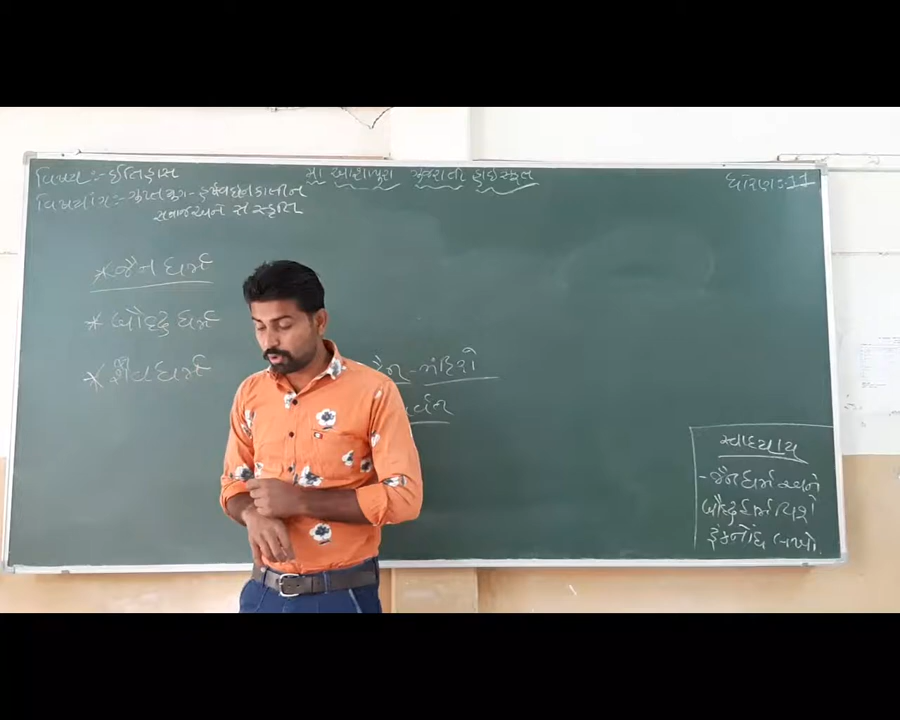 વિષય:- ઈતિહાસ
મા આશાપુરા ગુજરાતી હાઈસ્કૂલ
ધોરણ:- 11
વિષયાંગ:- ગુપ્તયુગ - હર્ષવર્ધનકાલીન
સમાજ અને સંસ્કૃતિ
* જૈન ધર્મ
* બૌદ્ધ ધર્મ
* શૈવ ધર્મ
જૈન - મંદિરો
સ્વાધ્યાય
- જૈન ધર્મ અને
બૌદ્ધ ધર્મ વિશે
ટૂંકનોંધ લખો